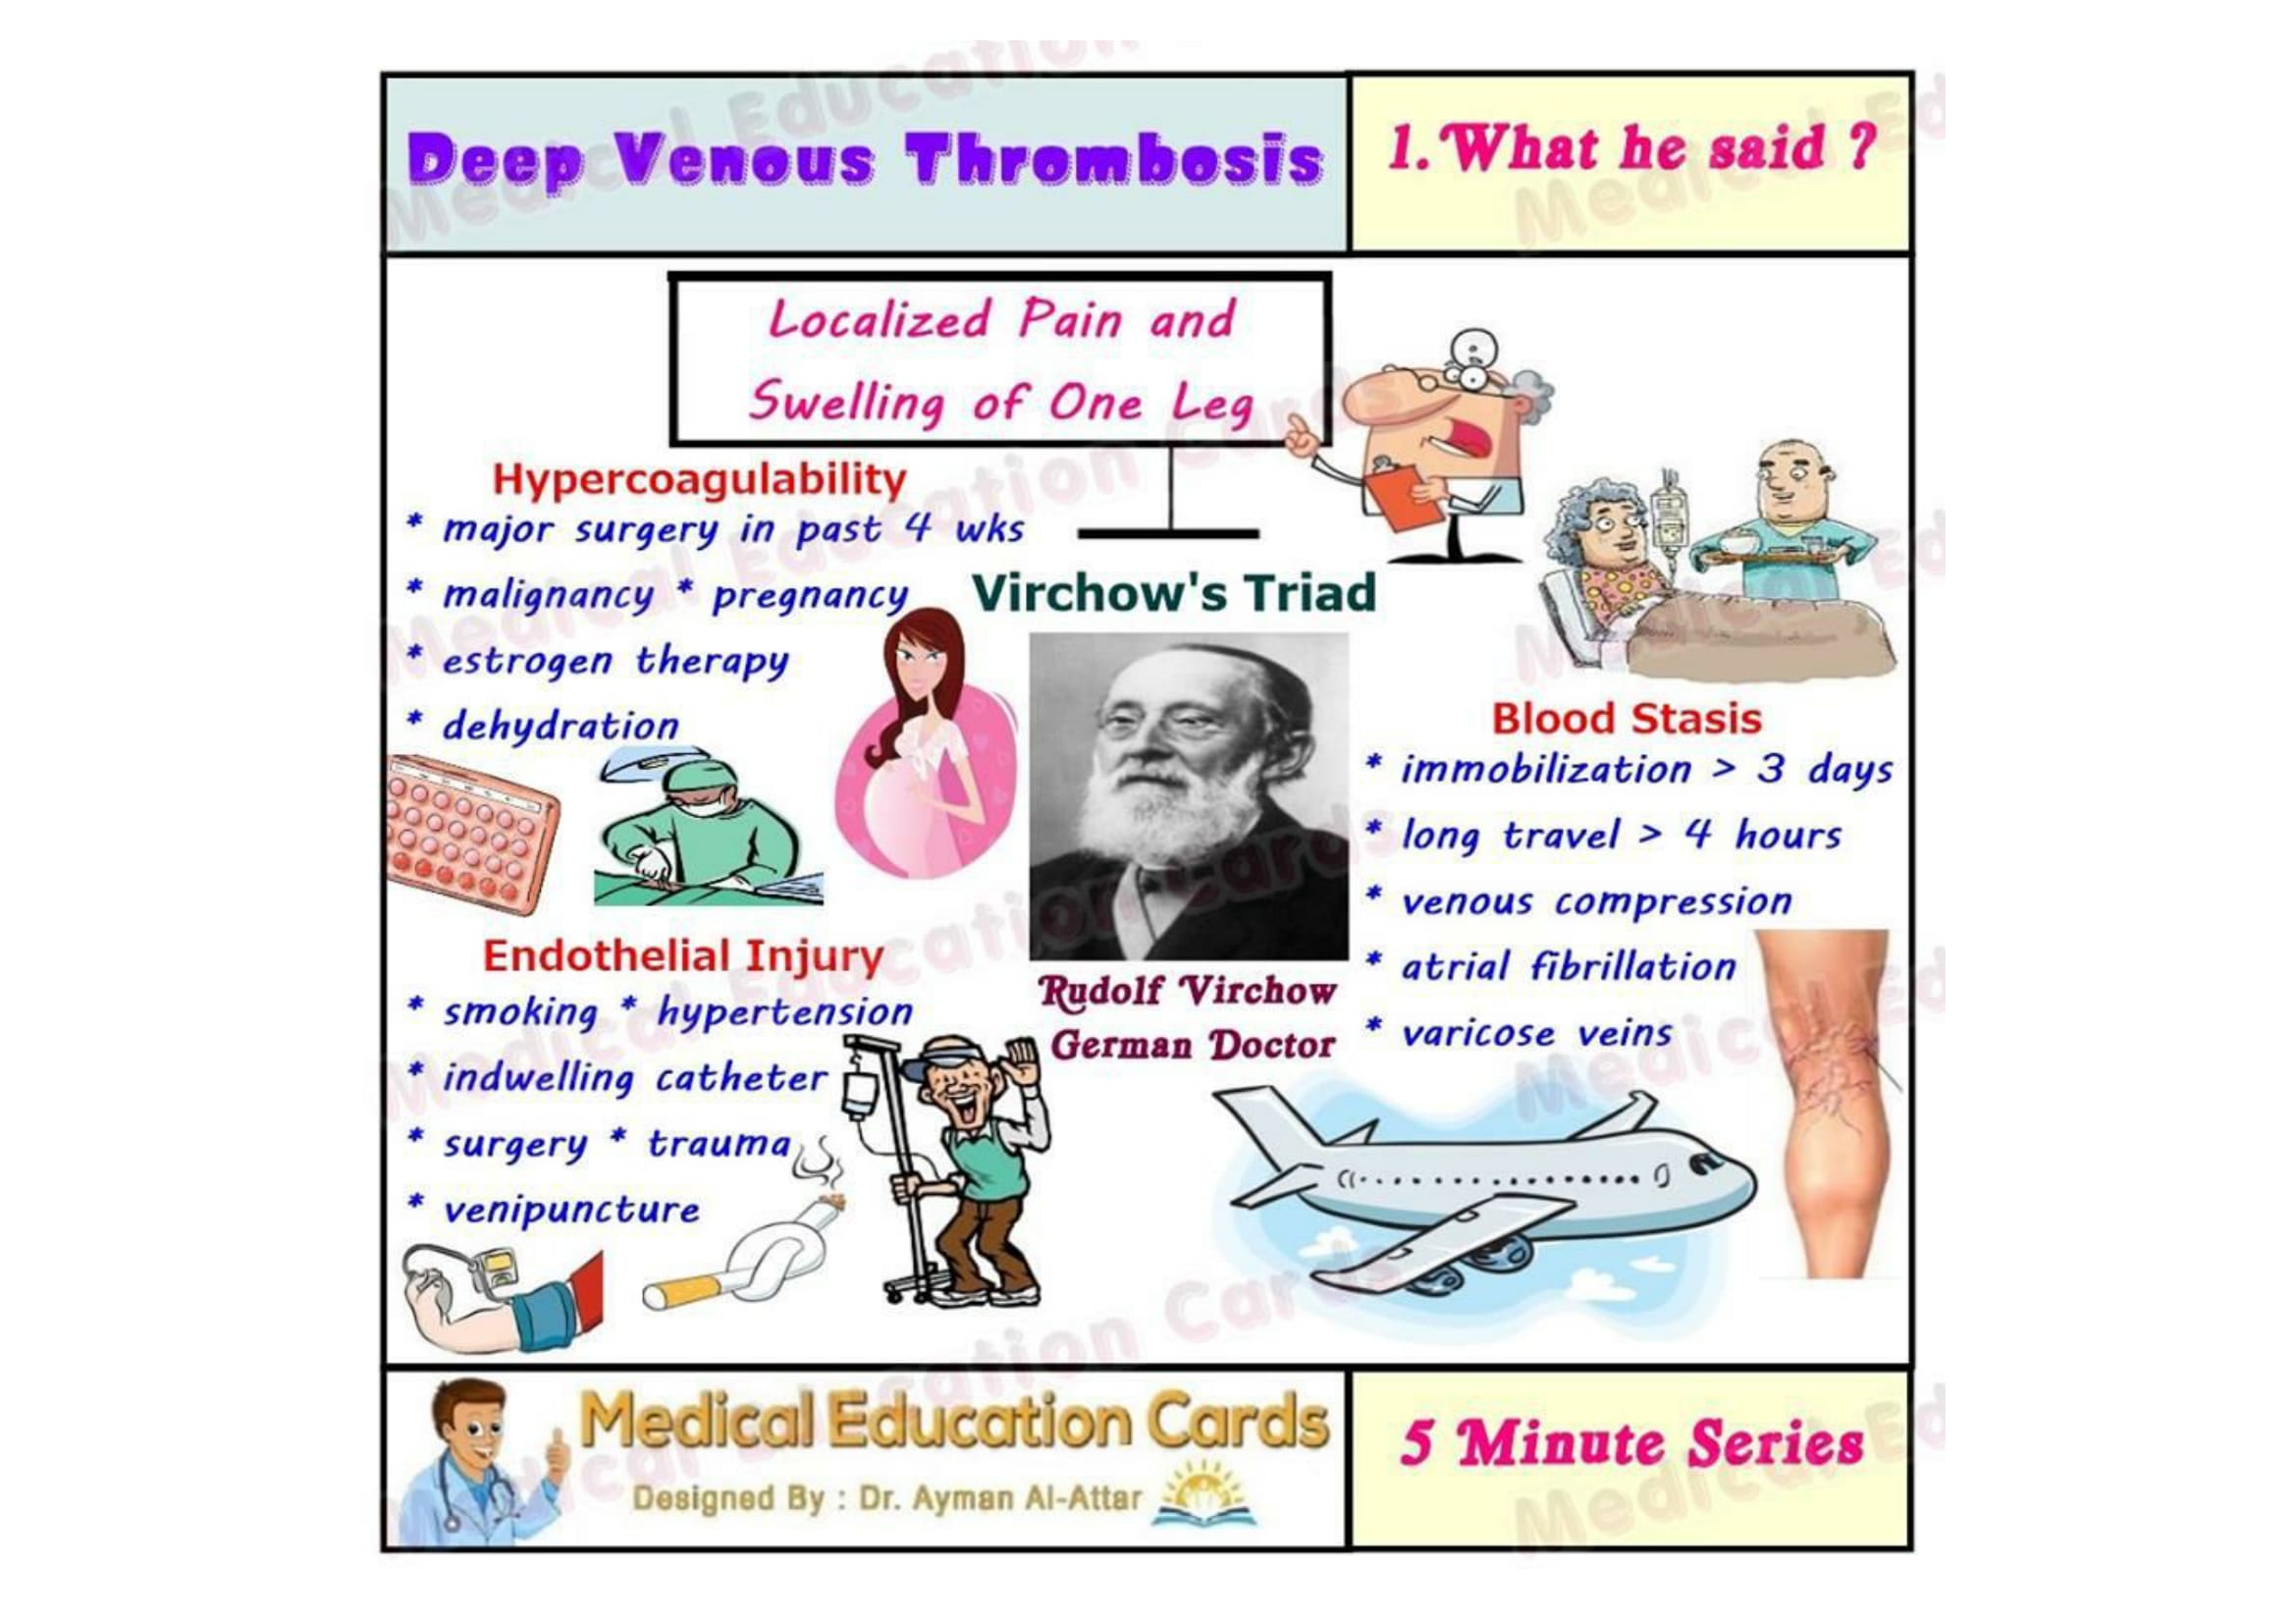 Deep Venous Thrombosis
1. What he said ?
Localized Pain and
Swelling of One Leg
Hypercoagulability
* major surgery in past 4 wks
* malignancy * pregnancy
* estrogen therapy
* dehydration
Virchow's Triad
Rudolf Virchow
German Doctor
Blood Stasis
* immobilization > 3 days
* long travel > 4 hours
* venous compression
* atrial fibrillation
* varicose veins
Endothelial Injury
* smoking * hypertension
* indwelling catheter
* surgery * trauma
* venipuncture
Medical Education Cards
Designed By : Dr. Ayman Al-Attar
5 Minute Series